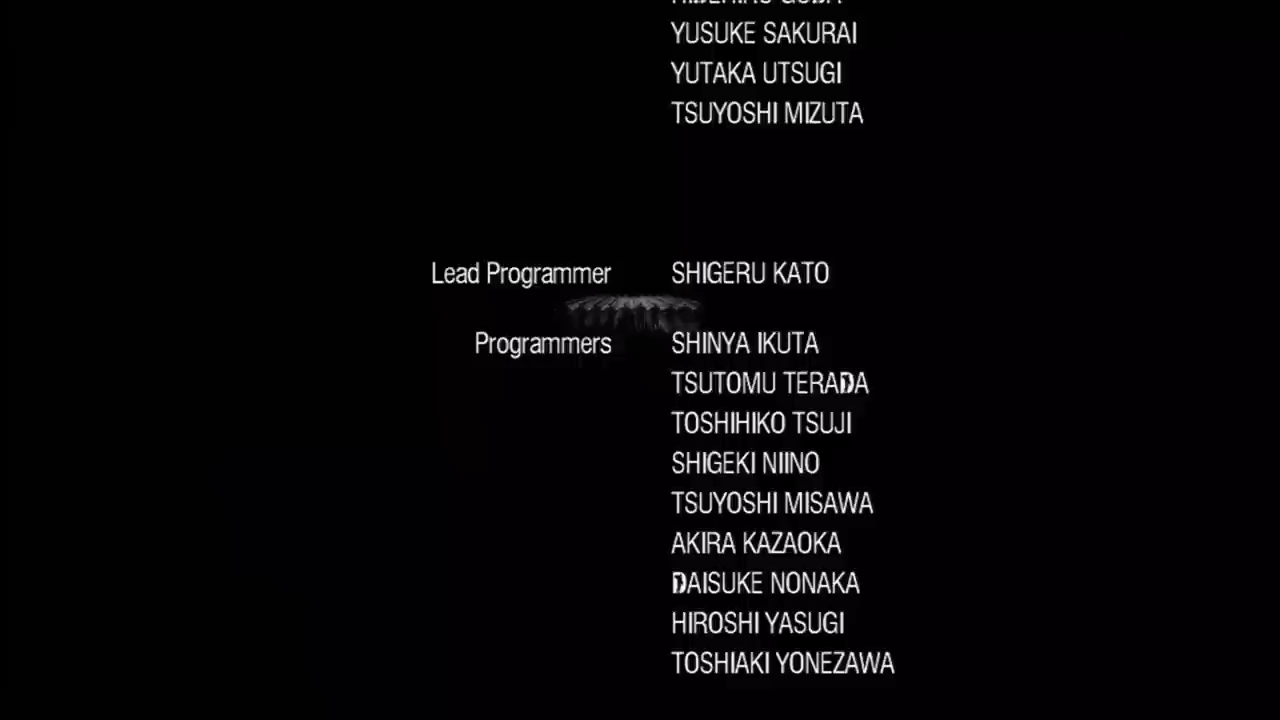 YUSUKE SAKURAI
YUTAKA UTSUGI
TSUYOSHI MIZUTA
Lead Programmer SHIGERU KATO
Programmers SHINYA IKUTA
TSUTOMU TERADA
TOSHIHIKO TSUJI
SHIGEKI NIINO
TSUYOSHI MISAWA
AKIRA KAZAOKA
DAISUKE NONAKA
HIROSHI YASUGI
TOSHIAKI YONEZAWA